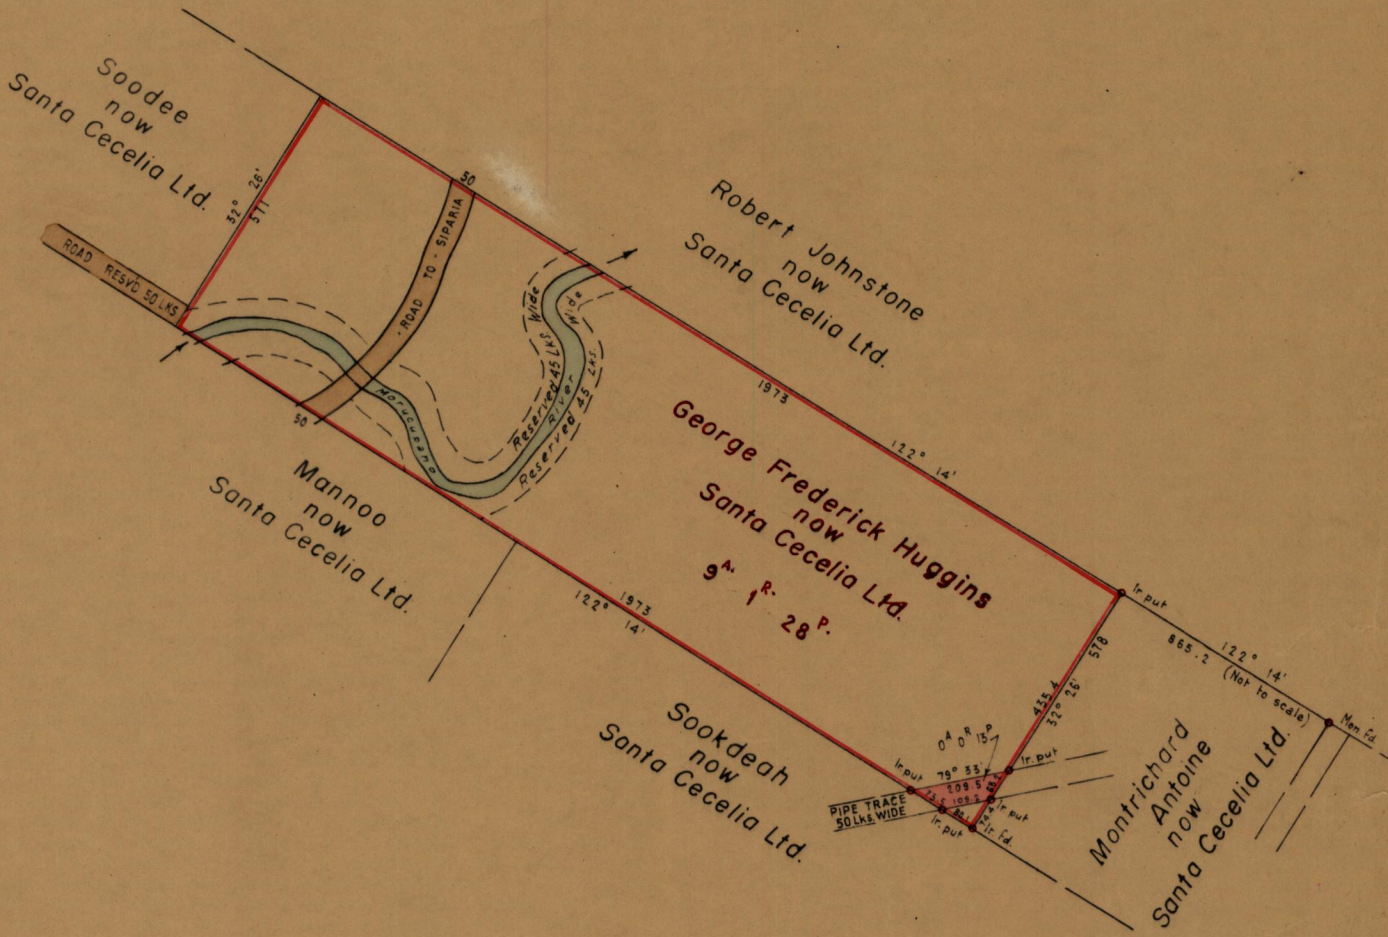 Soodee
now
Santa Cecelia Ltd.
32° 26'
571
ROAD RESVD 50 LKS
50
ROAD TO SIPARIA
50
Reserved 45 Lks. Wide
River
Reserved 45 Lks. Wide
Robert Johnstone
now
Santa Cecelia Ltd.
1973
122° 14'
George Frederick Huggins
now
Santa Cecelia Ltd.
9A. 1R. 28P.
Mannoo
now
Santa Cecelia Ltd.
1973
122° 14'
Sookdeah
now
Santa Cecelia Ltd.
Ir. put
578
435.4
32° 26'
865.2
122° 14'
(Not to scale)
Mon. Fd.
0A 0R 13P
Ir. put
79° 33'
209.5
109.2
Ir. put
Ir. put
Ir. put
Ir. Fd.
PIPE TRACE
50 Lks. WIDE
Montrichard
Antoine
now
Santa Cecelia Ltd.